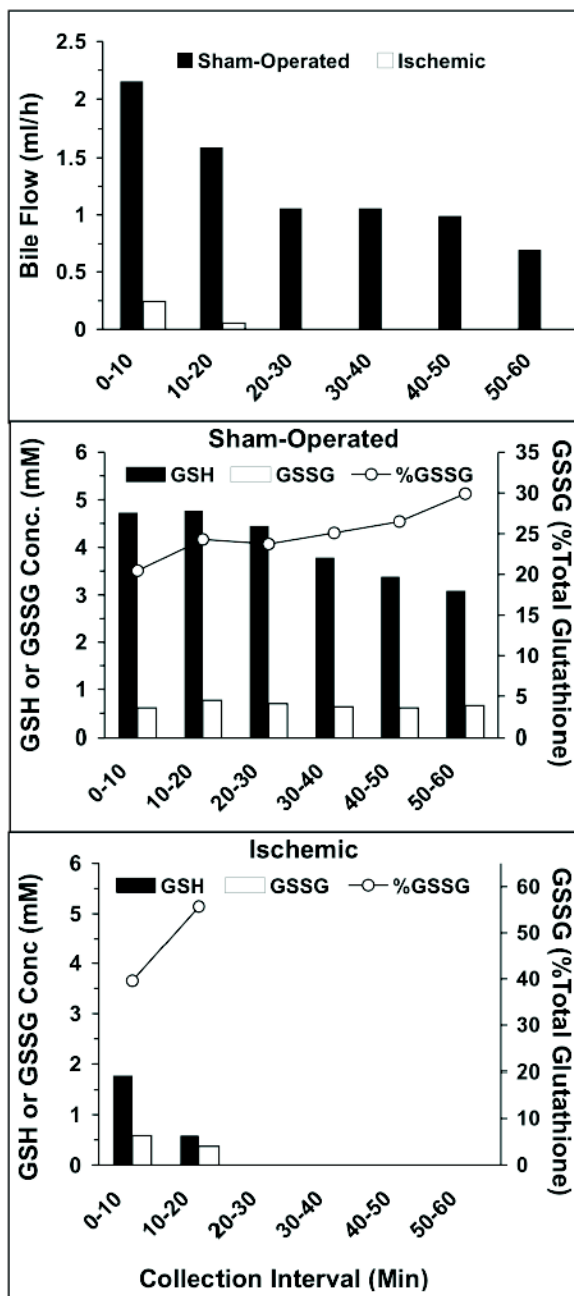 Sham-Operated Ischemic
Bile Flow (ml/h)
2.5
2
1.5
1
0.5
0
0-10 10-20 20-30 30-40 40-50 50-60
Sham-Operated
GSH GSSG %GSSG
GSH or GSSG Conc. (mM)
6
5
4
3
2
1
0
35
30
25
20
15
10
5
0
GSSG (%Total Glutathione)
0-10 10-20 20-30 30-40 40-50 50-60
Ischemic
GSH GSSG %GSSG
GSH or GSSG Conc (mM)
6
5
4
3
2
1
0
60
50
40
30
20
10
0
GSSG (%Total Glutathione)
0-10 10-20 20-30 30-40 40-50 50-60
Collection Interval (Min)